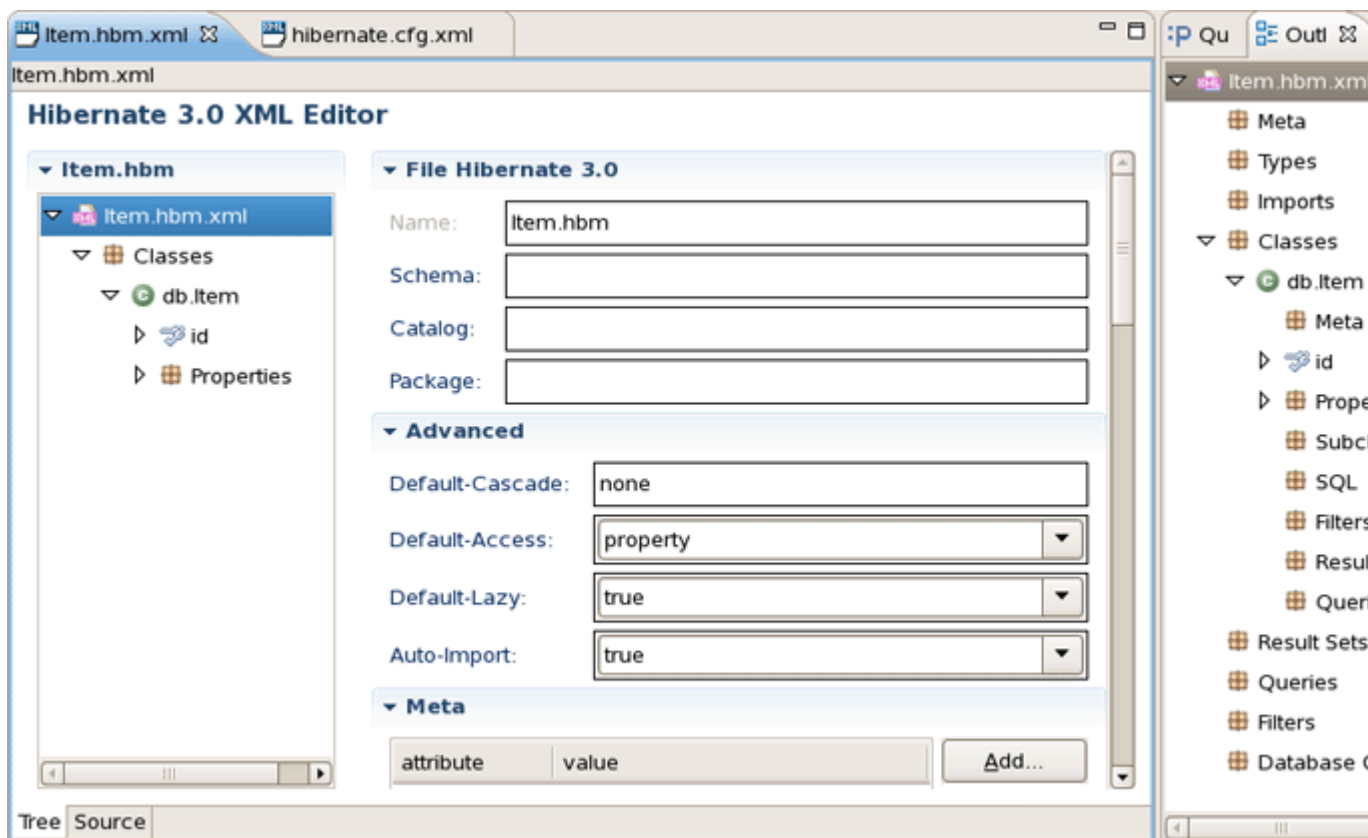 Item.hbm.xml
hibernate.cfg.xml
Item.hbm.xml
Hibernate 3.0 XML Editor
Item.hbm
Item.hbm.xml
Classes
db.Item
id
Properties
File Hibernate 3.0
Name: Item.hbm
Schema:
Catalog:
Package:
Advanced
Default-Cascade: none
Default-Access: property
Default-Lazy: true
Auto-Import: true
Meta
attribute value Add...
Tree Source
Qu Outl
Item.hbm.xm
Meta
Types
Imports
Classes
db.Item
Meta
id
Prope
Subc
SQL
Filters
Resul
Queri
Result Sets
Queries
Filters
Database